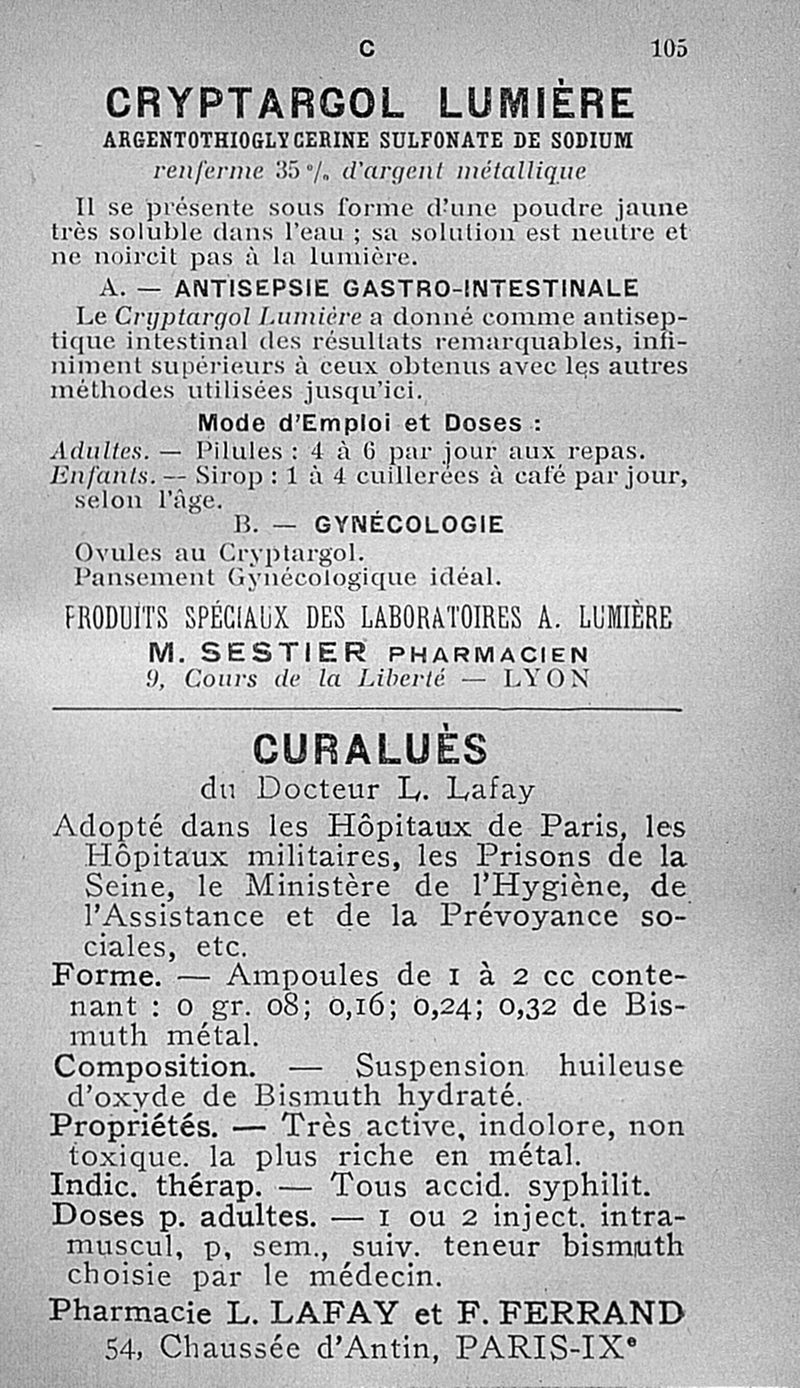 C 105
CRYPTARGOL LUMIÈRE
ARGENTOTHIOGLYCERINE SULFONATE DE SODIUM
renferme 35 % d'argent métallique
Il se présente sous forme d'une poudre jaune
très soluble dans l'eau ; sa solution est neutre et
ne noircit pas à la lumière.
A. — ANTISEPSIE GASTRO-INTESTINALE
Le Cryptargol Lumière a donné comme antisep-
tique intestinal des résultats remarquables, infi-
niment supérieurs à ceux obtenus avec les autres
méthodes utilisées jusqu'ici.
Mode d'Emploi et Doses :
Adultes. — Pilules : 4 à 6 par jour aux repas.
Enfants. — Sirop : 1 à 4 cuillerées à café par jour,
selon l'âge.
B. — GYNÉCOLOGIE
Ovules au Cryptargol.
Pansement Gynécologique idéal.
PRODUITS SPÉCIAUX DES LABORATOIRES A. LUMIÈRE
M. SESTIER PHARMACIEN
9, Cours de la Liberté — LYON
CURALUÈS
du Docteur L. Lafay
Adopté dans les Hôpitaux de Paris, les
Hôpitaux militaires, les Prisons de la
Seine, le Ministère de l'Hygiène, de
l'Assistance et de la Prévoyance so-
ciales, etc.
Forme. — Ampoules de 1 à 2 cc conte-
nant : 0 gr. 08; 0,16; 0,24; 0,32 de Bis-
muth métal.
Composition. — Suspension huileuse
d'oxyde de Bismuth hydraté.
Propriétés. — Très active, indolore, non
toxique. la plus riche en métal.
Indic. thérap. — Tous accid. syphilit.
Doses p. adultes. — 1 ou 2 inject. intra-
muscul, p, sem., suiv. teneur bismuth
choisie par le médecin.
Pharmacie L. LAFAY et F. FERRAND
54, Chaussée d'Antin, PARIS-IXe